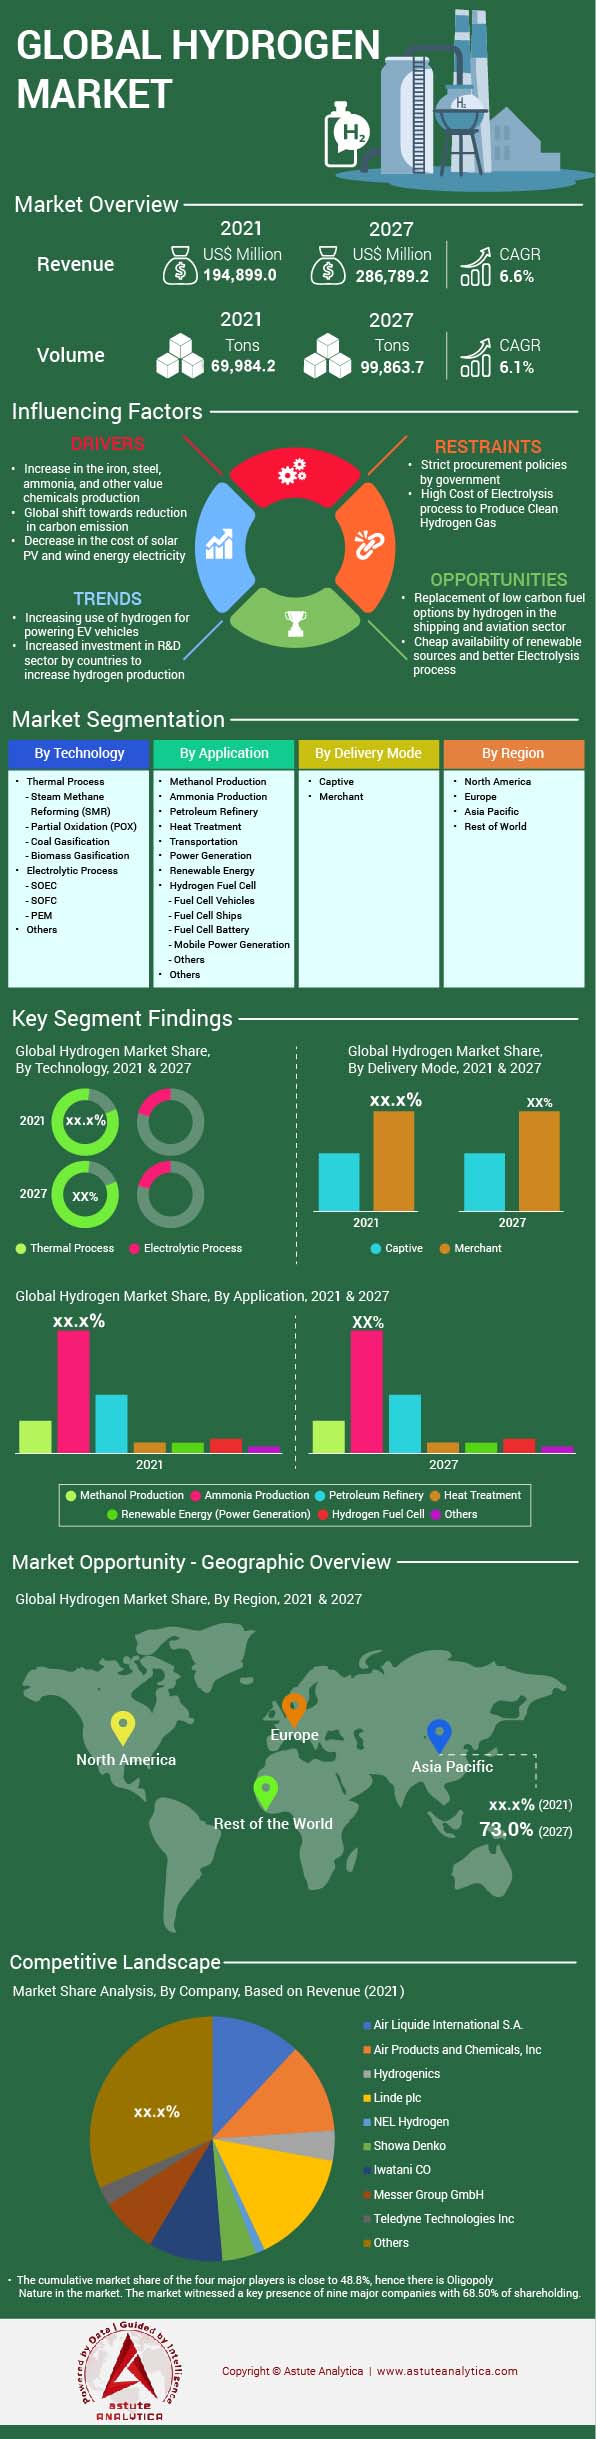 GLOBAL HYDROGEN
MARKET
H2
H2
Market Overview
Revenue
2021
US$ Million
194,899.0
2027
US$ Million
286,789.2
CAGR
6.6%
Volume
2021
Tons
69,984.2
2027
Tons
99,863.7
CAGR
6.1%
Influencing Factors
DRIVERS
• Increase in the iron, steel,
ammonia, and other value
chemicals production
• Global shift towards reduction
in carbon emission
• Decrease in the cost of solar
PV and wind energy electricity
RESTRAINTS
• Strict procurement policies
by government
• High Cost of Electrolysis
process to Produce Clean
Hydrogen Gas
TRENDS
• Increasing use of hydrogen for
powering EV vehicles
• Increased investment in R&D
sector by countries to
increase hydrogen production
OPPORTUNITIES
• Replacement of low carbon fuel
options by hydrogen in the
shipping and aviation sector
• Cheap availability of renewable
sources and better Electrolysis
process
Market Segmentation
By Technology
• Thermal Process
- Steam Methane
Reforming (SMR)
- Partial Oxidation (POX)
- Coal Gasification
- Biomass Gasification
• Electrolytic Process
- SOEC
- SOFC
- PEM
• Others
By Application
• Methanol Production
• Ammonia Production
• Petroleum Refinery
• Heat Treatment
• Transportation
• Power Generation
• Renewable Energy
• Hydrogen Fuel Cell
- Fuel Cell Vehicles
- Fuel Cell Ships
- Fuel Cell Battery
- Mobile Power Generation
- Others
• Others
By Delivery Mode
• Captive
• Merchant
By Region
• North America
• Europe
• Asia Pacific
• Rest of World
Key Segment Findings
Global Hydrogen Market Share,
By Technology, 2021 & 2027
2021
xx.x%
2027
XX%
Thermal Process
Electrolytic Process
Global Hydrogen Market Share,
By Delivery Mode, 2021 & 2027
xx.x%
XX%
2021
2027
Captive
Merchant
Global Hydrogen Market Share, By Application, 2021 & 2027
xx.x%
XX%
2021
2027
Methanol Production Ammonia Production Petroleum Refinery Heat Treatment
Renewable Energy (Power Generation) Hydrogen Fuel Cell Others
Market Opportunity - Geographic Overview
Global Hydrogen Market Share, By Region, 2021 & 2027
North America
Europe
Asia Pacific
Rest of the World
xx.x% (2021)
73.0% (2027)
Competitive Landscape
Market Share Analysis, By Company, Based on Revenue (2021)
xx.x%
Air Liquide International S.A.
Air Products and Chemicals, Inc
Hydrogenics
Linde plc
NEL Hydrogen
Showa Denko
Iwatani CO
Messer Group GmbH
Teledyne Technologies Inc
Others
• The cumulative market share of the four major players is close to 48.8%, hence there is Oligopoly
Nature in the market. The market witnessed a key presence of nine major companies with 68.50% of shareholding.
Powered by Data | Guided by Intelligence
astute
ANALYTICA
Copyright © Astute Analytica | www.astuteanalytica.com